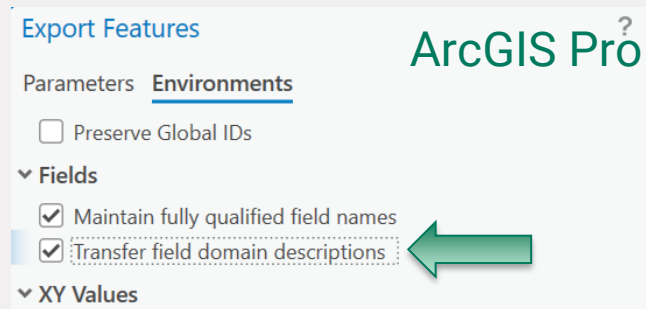 Export Features
ArcGIS Pro
?
Parameters Environments
Preserve Global IDs
Fields
Maintain fully qualified field names
Transfer field domain descriptions
XY Values